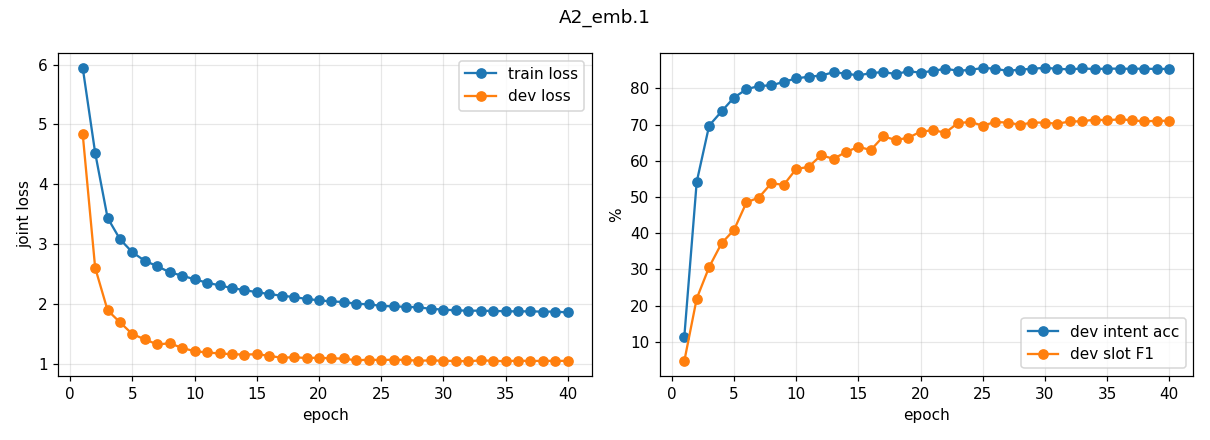 A2_emb.1
joint loss
6
5
4
3
2
1
train loss
dev loss
0 5 10 15 20 25 30 35 40
epoch
%
80
70
60
50
40
30
20
10
dev intent acc
dev slot F1
0 5 10 15 20 25 30 35 40
epoch